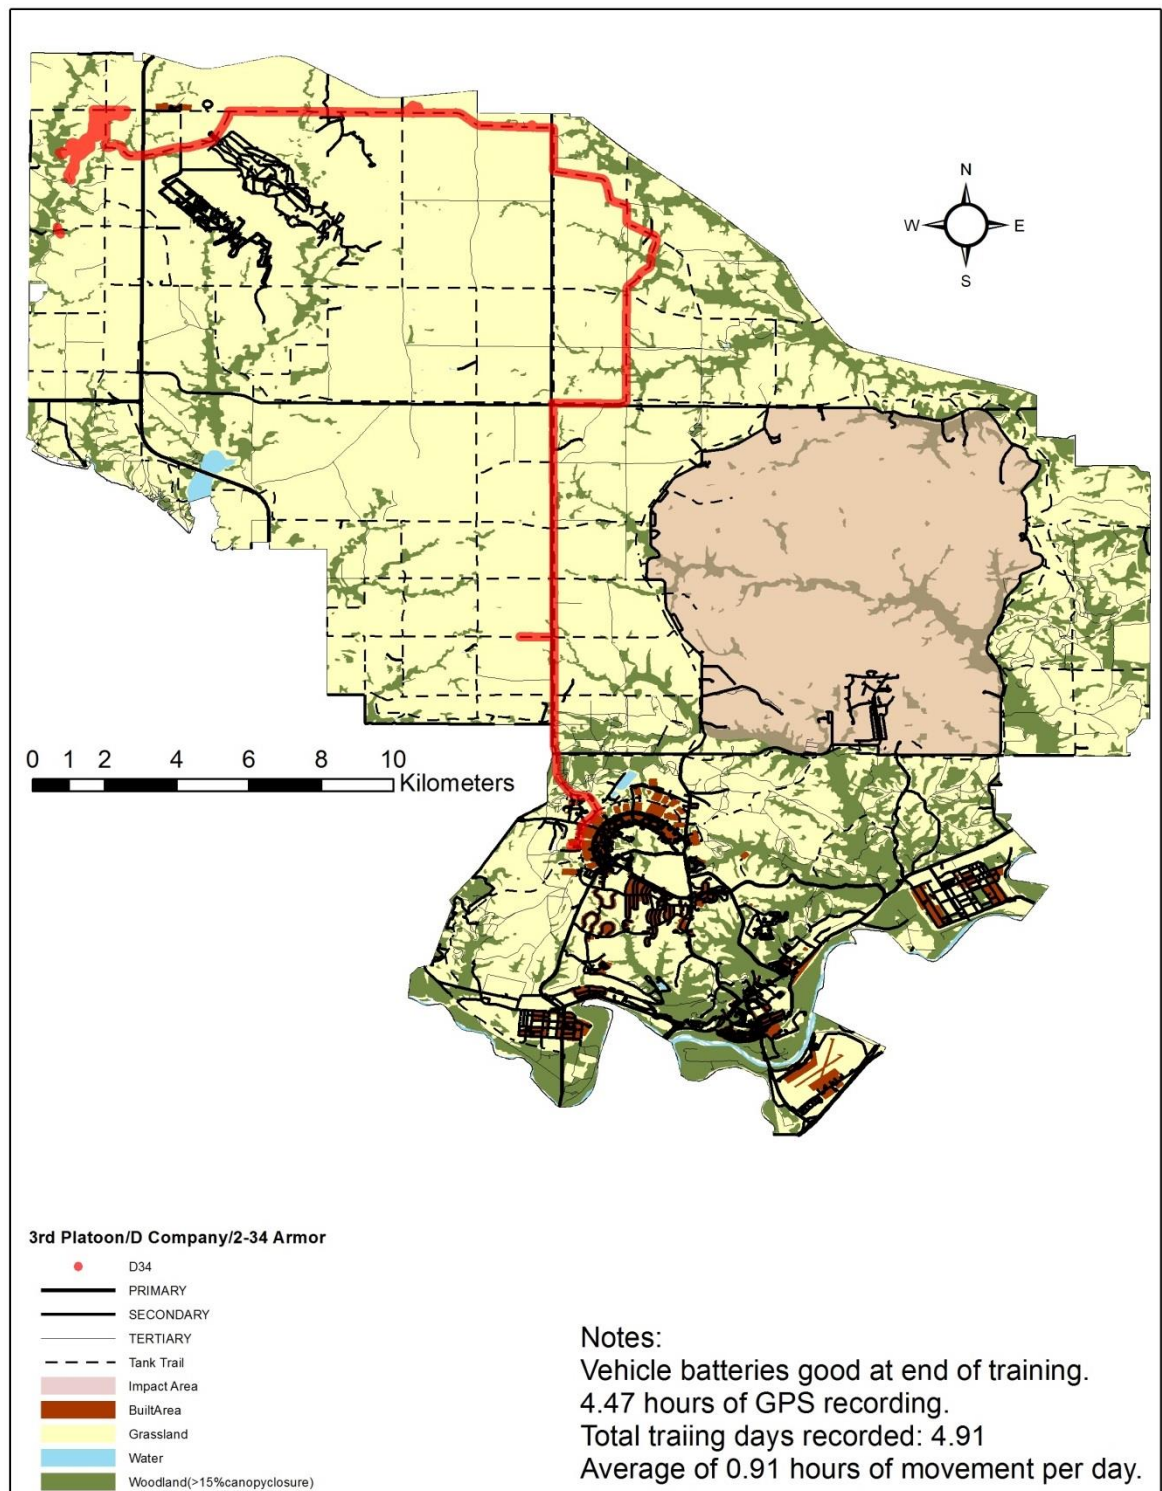 N
W E
S
0 1 2 4 6 8 10
Kilometers
3rd Platoon/D Company/2-34 Armor
D34
PRIMARY
SECONDARY
TERTIARY
Tank Trail
Impact Area
BuiltArea
Grassland
Water
Woodland(>15%canopyclosure)
Notes:
Vehicle batteries good at end of training.
4.47 hours of GPS recording.
Total traiing days recorded: 4.91
Average of 0.91 hours of movement per day.